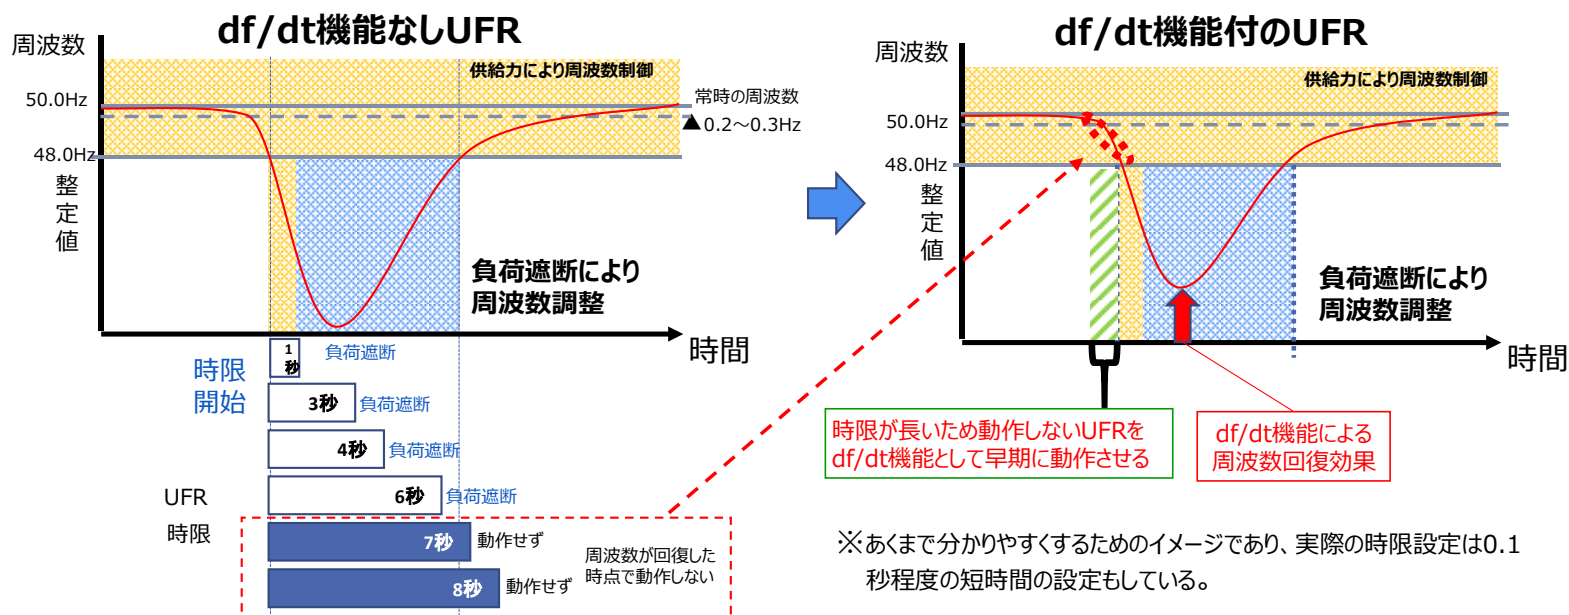 df/dt機能なしUFR
周波数
供給力により周波数制御
50.0Hz
常時の周波数
▲0.2～0.3Hz
48.0Hz
整定値
負荷遮断により
周波数調整
時間
時限
開始
1秒
負荷遮断
3秒
負荷遮断
4秒
負荷遮断
6秒
負荷遮断
UFR
時限
7秒
動作せず
8秒
動作せず
周波数が回復した
時点で動作しない
df/dt機能付のUFR
周波数
供給力により周波数制御
50.0Hz
48.0Hz
整定値
負荷遮断により
周波数調整
時間
時限が長いため動作しないUFRを
df/dt機能として早期に動作させる
df/dt機能による
周波数回復効果
※あくまで分かりやすくするためのイメージであり、実際の時限設定は0.1
秒程度の短時間の設定もしている。